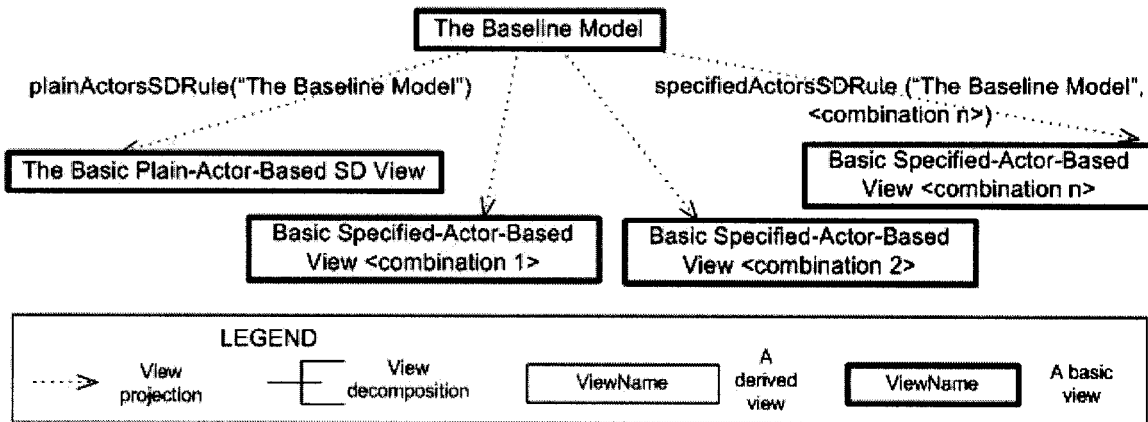 The Baseline Model
plainActorsSDRule("The Baseline Model")
specifiedActorsSDRule ("The Baseline Model",
<combination n>)
The Basic Plain-Actor-Based SD View
Basic Specified-Actor-Based
View <combination n>
Basic Specified-Actor-Based
View <combination 1>
Basic Specified-Actor-Based
View <combination 2>
LEGEND
View
projection
View
decomposition
ViewName
A
derived
view
ViewName
A basic
view